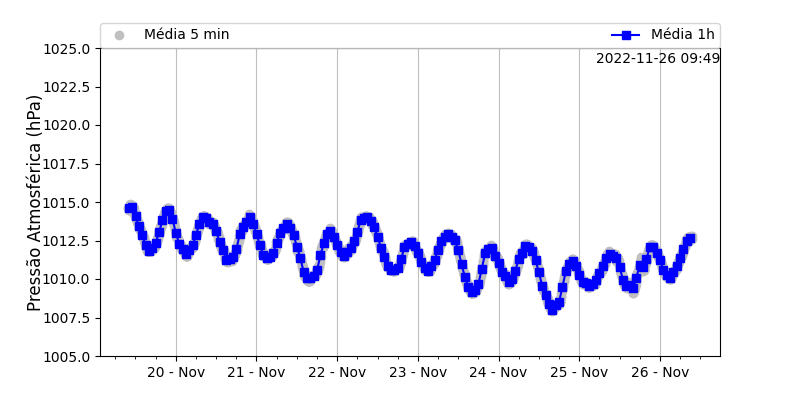 Média 5 min
Média 1h
2022-11-26 09:49
Pressão Atmosférica (hPa)
1025.0
1022.5
1020.0
1017.5
1015.0
1012.5
1010.0
1007.5
1005.0
20 - Nov
21 - Nov
22 - Nov
23 - Nov
24 - Nov
25 - Nov
26 - Nov